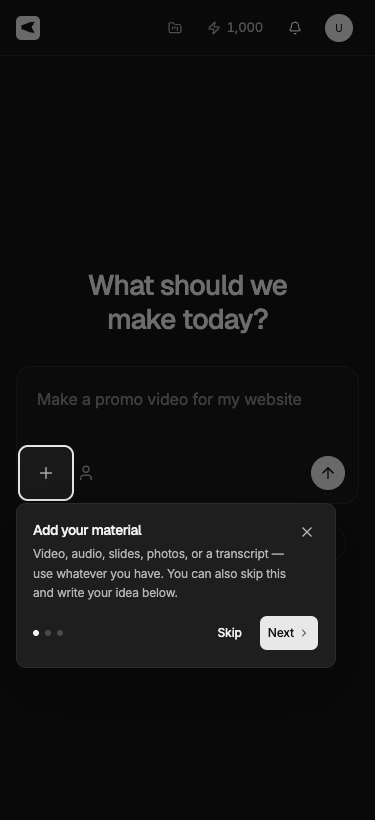 1,000
U
What should we
make today?
Make a promo video for my website
Add your material
Video, audio, slides, photos, or a transcript —
use whatever you have. You can also skip this
and write your idea below.
Skip
Next